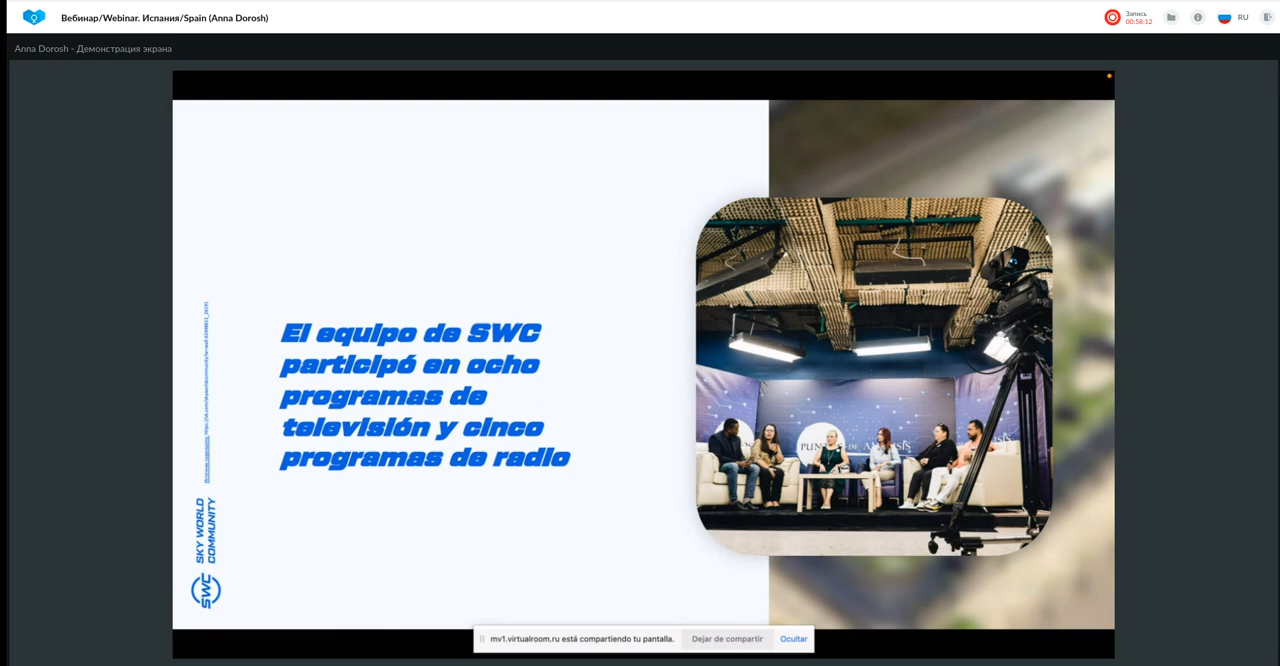 Вебинар/Webinar. Испания/Spain (Anna Dorosh)
Запись
00:58:12
RU
Anna Dorosh - Демонстрация экрана
El equipo de SWC
participó en ocho
programas de
televisión y cinco
programas de radio
SKY WORLD
COMMUNITY
SWC
DE
mv1.virtualroom.ru está compartiendo tu pantalla.
Dejar de compartir
Ocultar